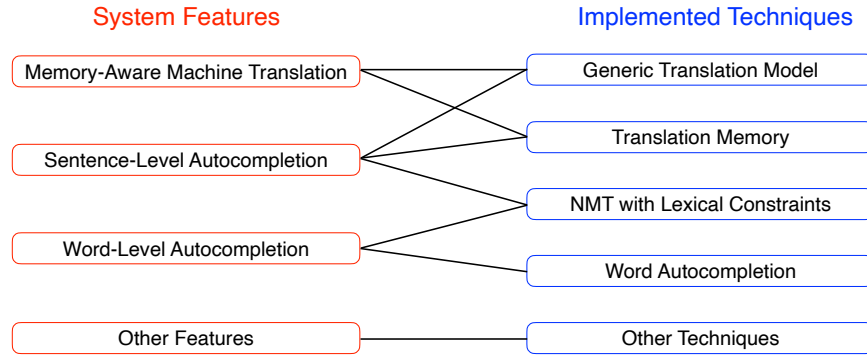 System Features
Implemented Techniques
Memory-Aware Machine Translation
Generic Translation Model
Translation Memory
Sentence-Level Autocompletion
NMT with Lexical Constraints
Word-Level Autocompletion
Word Autocompletion
Other Features
Other Techniques